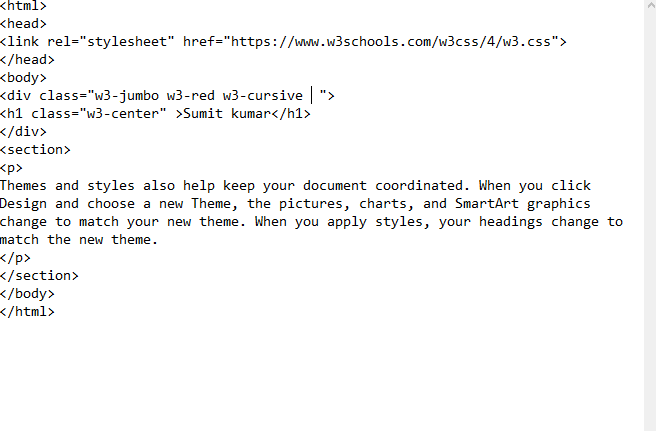 <html>
<head>
<link rel="stylesheet" href="https://www.w3schools.com/w3css/4/w3.css">
</head>
<body>
<div class="w3-jumbo w3-red w3-cursive  ">
<h1 class="w3-center" >Sumit kumar</h1>
</div>
<section>
<p>
Themes and styles also help keep your document coordinated. When you click
Design and choose a new Theme, the pictures, charts, and SmartArt graphics
change to match your new theme. When you apply styles, your headings change to
match the new theme.
</p>
</section>
</body>
</html>